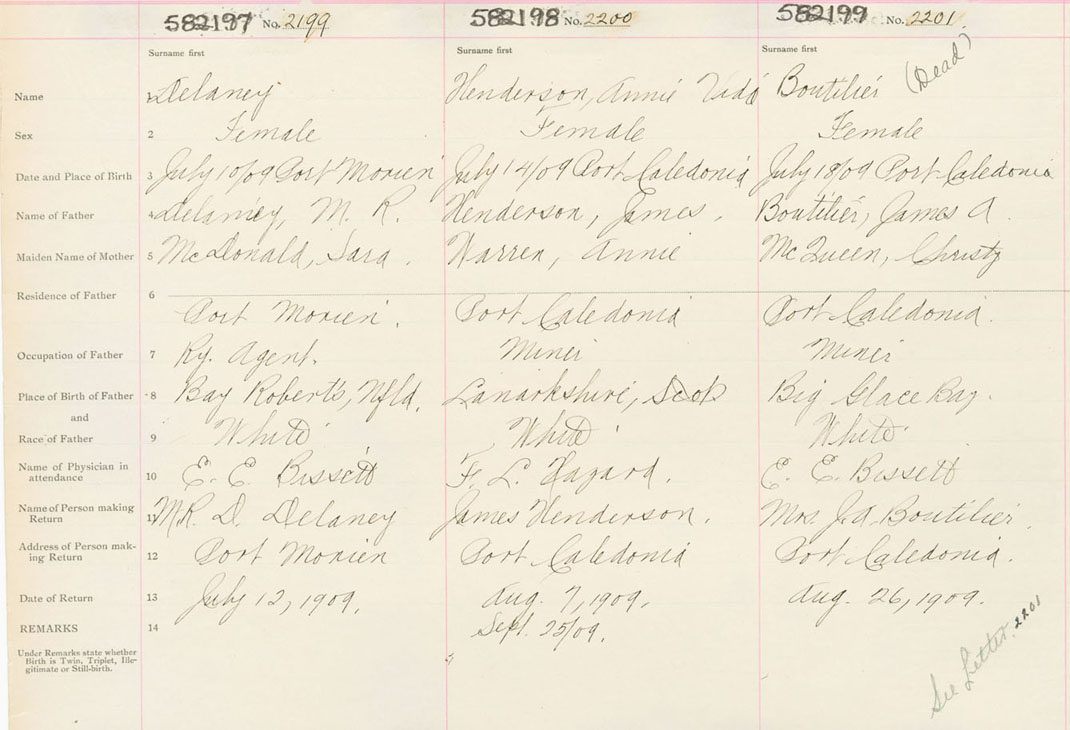 582197 No. 2199 582198 No. 2200 582199 No. 2201
Surname first Surname first Surname first
(Dead)
Name 1 Delaney Henderson, Annie Boutilier
Sex 2 Female Female Female
Date and Place of Birth 3 July 10/09 Port Morien July 14/09 Port Caledonia July 18/09 Port Caledonia
Name of Father 4 Delaney, M. R. Henderson, James. Boutilier, James A.
Maiden Name of Mother 5 McDonald, Sara. Warren, Annie McQueen, Christy
Residence of Father 6
Port Morien. Port Caledonia Port Caledonia.
Occupation of Father 7 Ry. Agent. Miner Miner
Place of Birth of Father 8 Bay Roberts, Nfld. Lanarkshire, Scot Big Glace Bay.
and
Race of Father 9 White White White
Name of Physician in
attendance 10 E. E. Bissett F. L. Hazard. E. E. Bissett
Name of Person making
Return 11 M.R. D. Delaney James Henderson. Mrs. J. A. Boutilier.
Address of Person mak-
ing Return 12 Port Morien Port Caledonia Port Caledonia.
Date of Return 13 July 12, 1909. Aug. 7, 1909. Aug. 26, 1909.
REMARKS 14 Sept. 25/09.
Under Remarks state whether
Birth is Twin, Triplet, Ille-
gitimate or Still-birth.
See Letter. 2201